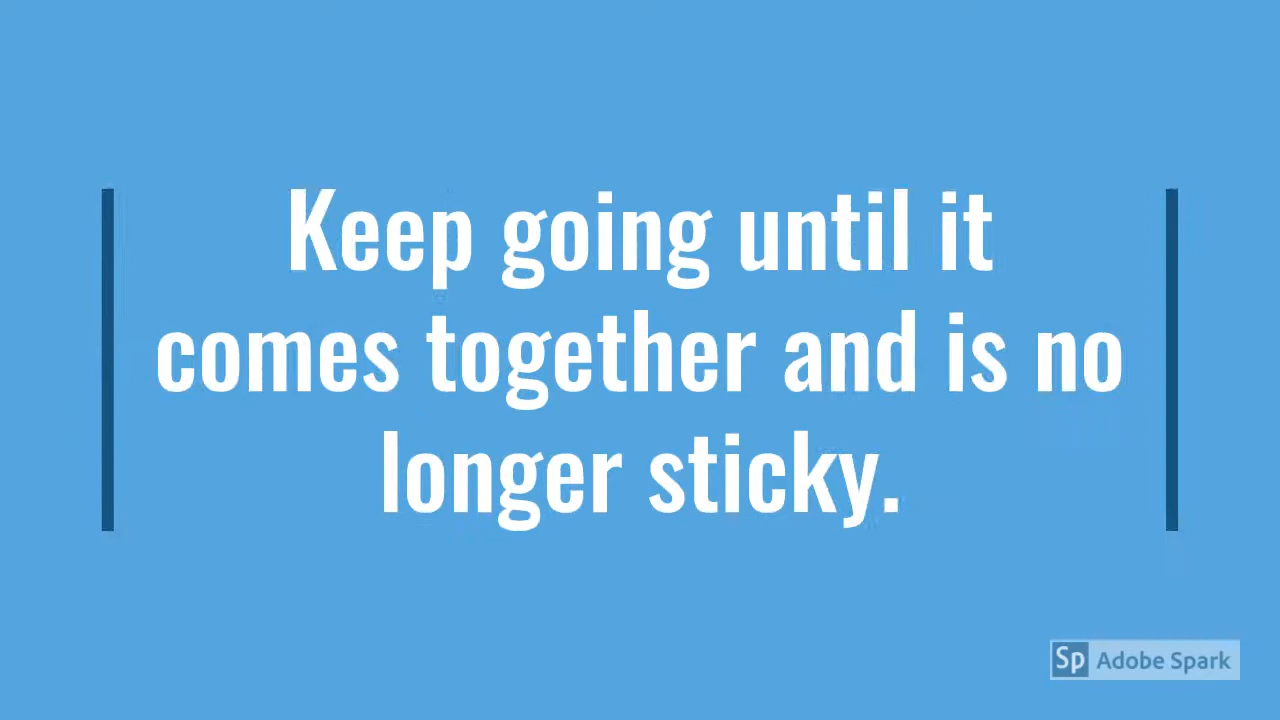 Keep going until it
comes together and is no
longer sticky.
Sp Adobe Spark